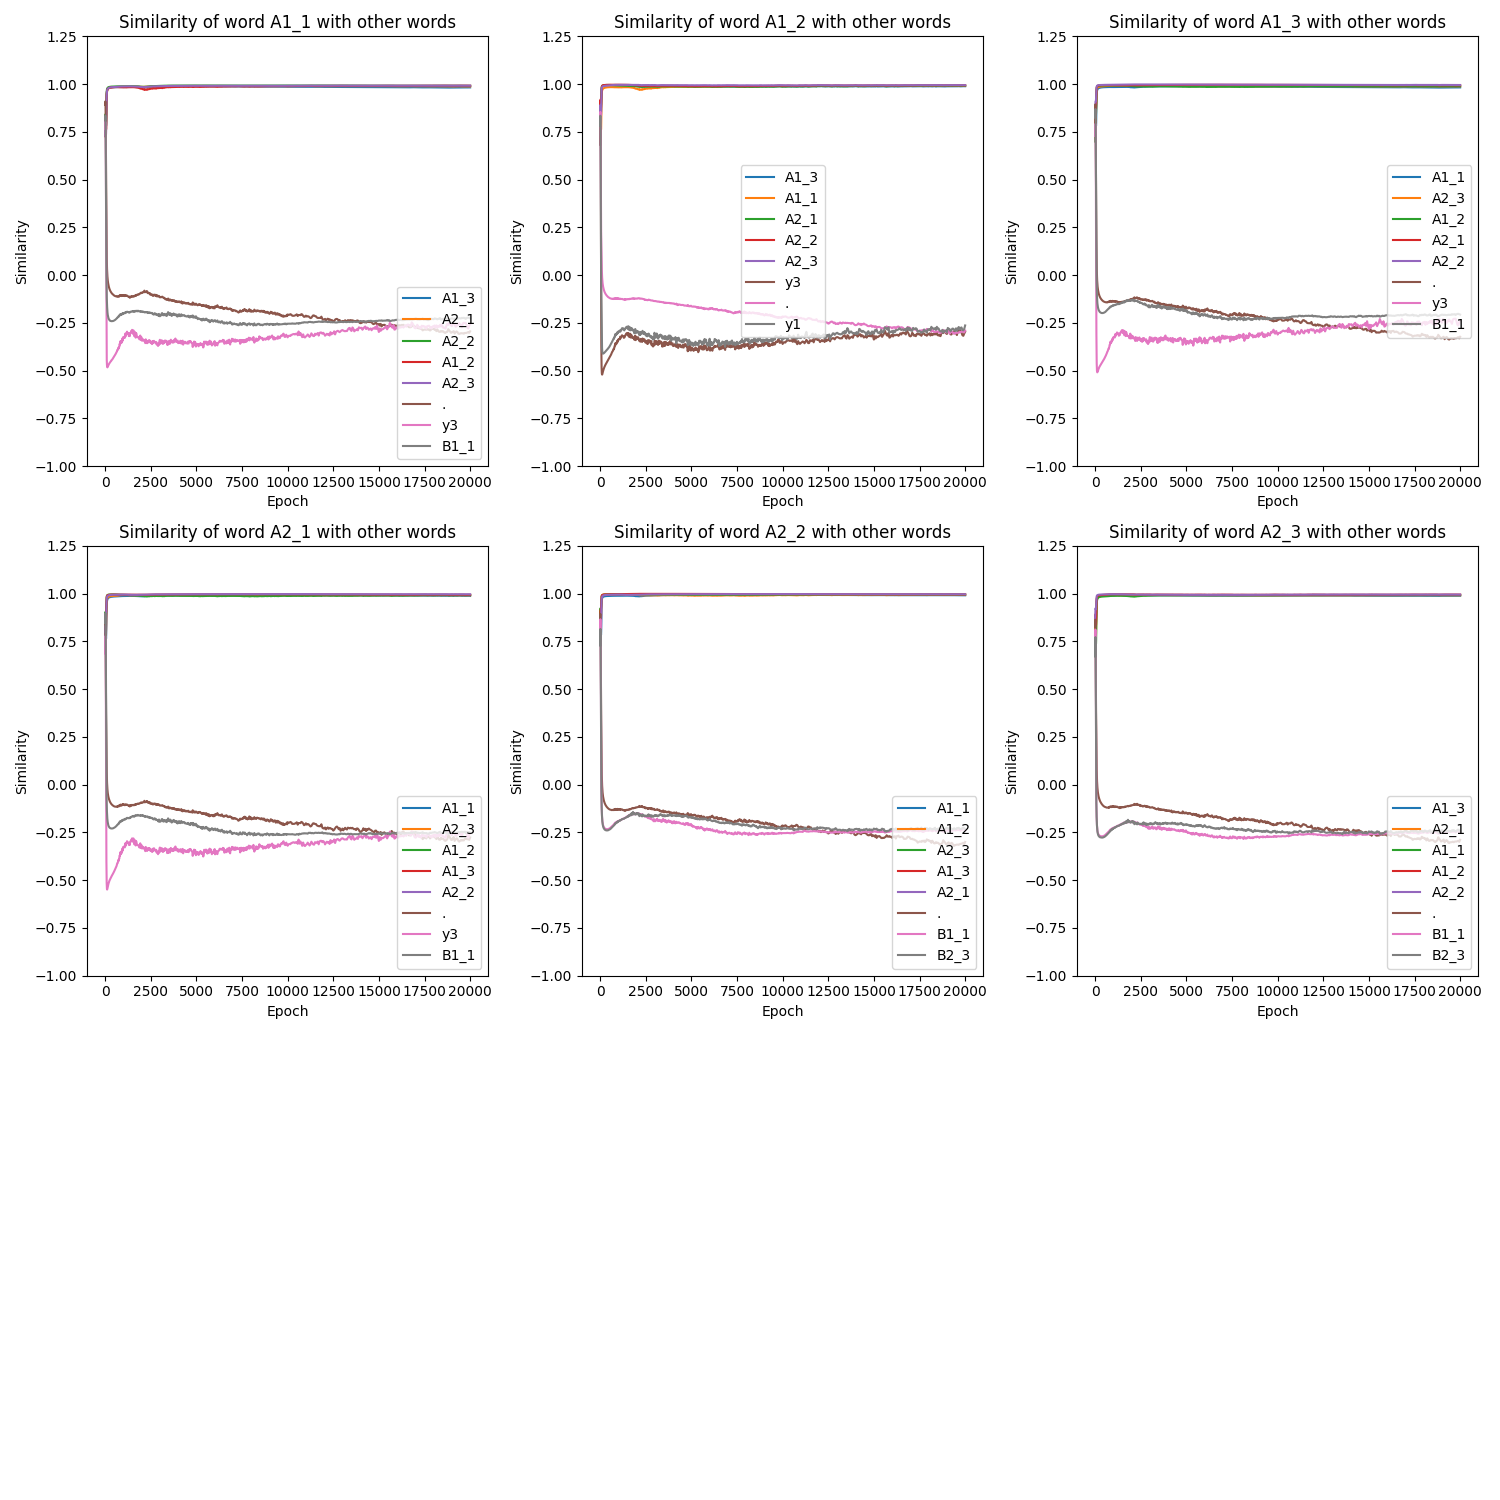 Similarity of word A1_1 with other words
1.25
1.00
0.75
0.50
0.25
0.00
−0.25
−0.50
−0.75
−1.00
Similarity
A1_3
A2_1
A2_2
A1_2
A2_3
.
y3
B1_1
0 2500 5000 7500 10000 12500 15000 17500 20000
Epoch
Similarity of word A1_2 with other words
1.25
1.00
0.75
0.50
0.25
0.00
−0.25
−0.50
−0.75
−1.00
Similarity
A1_3
A1_1
A2_1
A2_2
A2_3
y3
.
y1
0 2500 5000 7500 10000 12500 15000 17500 20000
Epoch
Similarity of word A1_3 with other words
1.25
1.00
0.75
0.50
0.25
0.00
−0.25
−0.50
−0.75
−1.00
Similarity
A1_1
A2_3
A1_2
A2_1
A2_2
.
y3
B1_1
0 2500 5000 7500 10000 12500 15000 17500 20000
Epoch
Similarity of word A2_1 with other words
1.25
1.00
0.75
0.50
0.25
0.00
−0.25
−0.50
−0.75
−1.00
Similarity
A1_1
A2_3
A1_2
A1_3
A2_2
.
y3
B1_1
0 2500 5000 7500 10000 12500 15000 17500 20000
Epoch
Similarity of word A2_2 with other words
1.25
1.00
0.75
0.50
0.25
0.00
−0.25
−0.50
−0.75
−1.00
Similarity
A1_1
A1_2
A2_3
A1_3
A2_1
.
B1_1
B2_3
0 2500 5000 7500 10000 12500 15000 17500 20000
Epoch
Similarity of word A2_3 with other words
1.25
1.00
0.75
0.50
0.25
0.00
−0.25
−0.50
−0.75
−1.00
Similarity
A1_3
A2_1
A1_1
A1_2
A2_2
.
B1_1
B2_3
0 2500 5000 7500 10000 12500 15000 17500 20000
Epoch